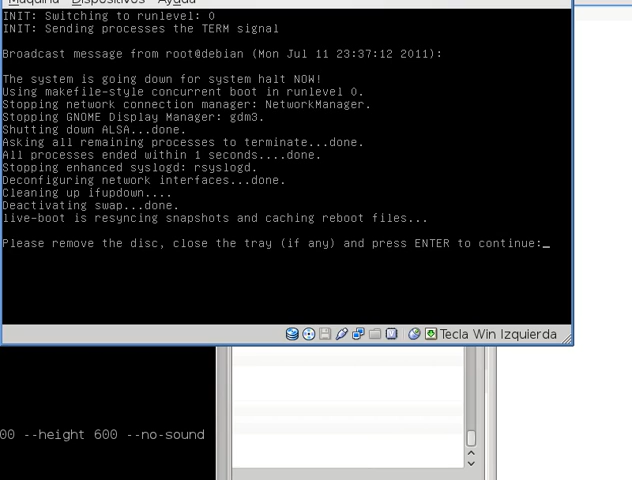 Máquina Dispositivos Ayuda
INIT: Switching to runlevel: 0
INIT: Sending processes the TERM signal
Broadcast message from root@debian (Mon Jul 11 23:37:12 2011):
The system is going down for system halt NOW!
Using makefile-style concurrent boot in runlevel 0.
Stopping network connection manager: NetworkManager.
Stopping GNOME Display Manager: gdm3.
Shutting down ALSA...done.
Asking all remaining processes to terminate...done.
All processes ended within 1 seconds....done.
Stopping enhanced syslogd: rsyslogd.
Deconfiguring network interfaces...done.
Cleaning up ifupdown....
Deactivating swap...done.
live-boot is resyncing snapshots and caching reboot files...
Please remove the disc, close the tray (if any) and press ENTER to continue:_
Tecla Win Izquierda
00 --height 600 --no-sound